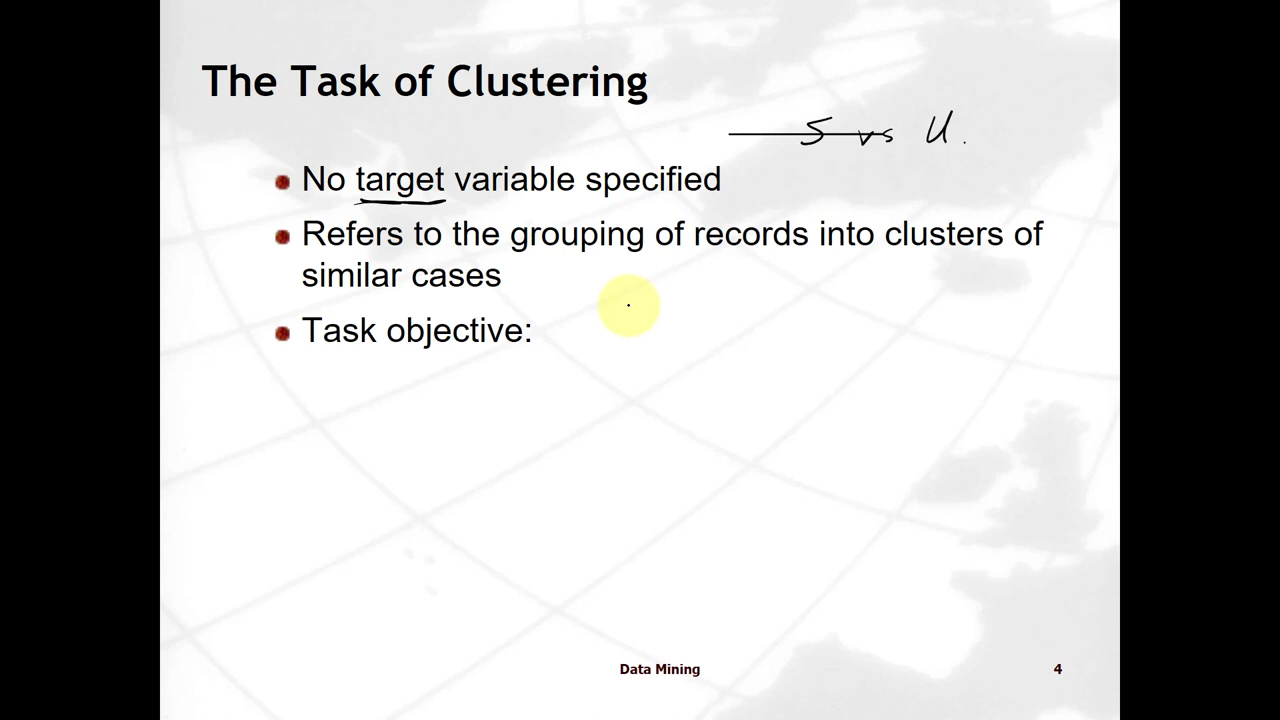 The Task of Clustering
S vs U.
No target variable specified
Refers to the grouping of records into clusters of
similar cases
Task objective:
Data Mining
4